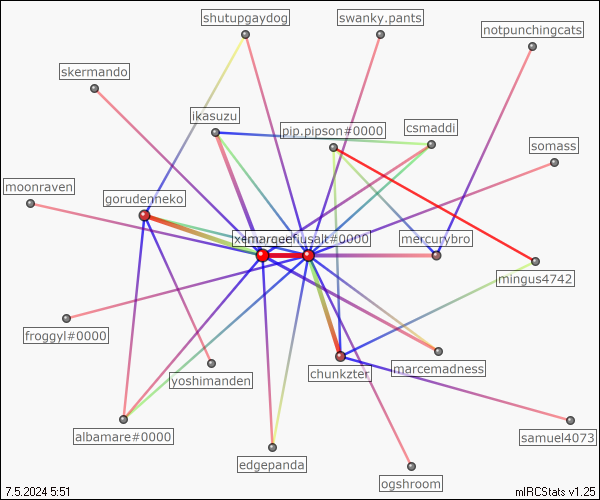 shutupgaydog
swanky.pants
notpunchingcats
skermando
ikasuzu
pip.pipson#0000
csmaddi
somass
moonraven
gorudenneko
fiusalt#0000
mercurybro
mingus4742
froggyl#0000
yoshimanden
chunkzter
marcemadness
albamare#0000
edgepanda
samuel4073
ogshroom
7.5.2024 5:51
mIRCStats v1.25